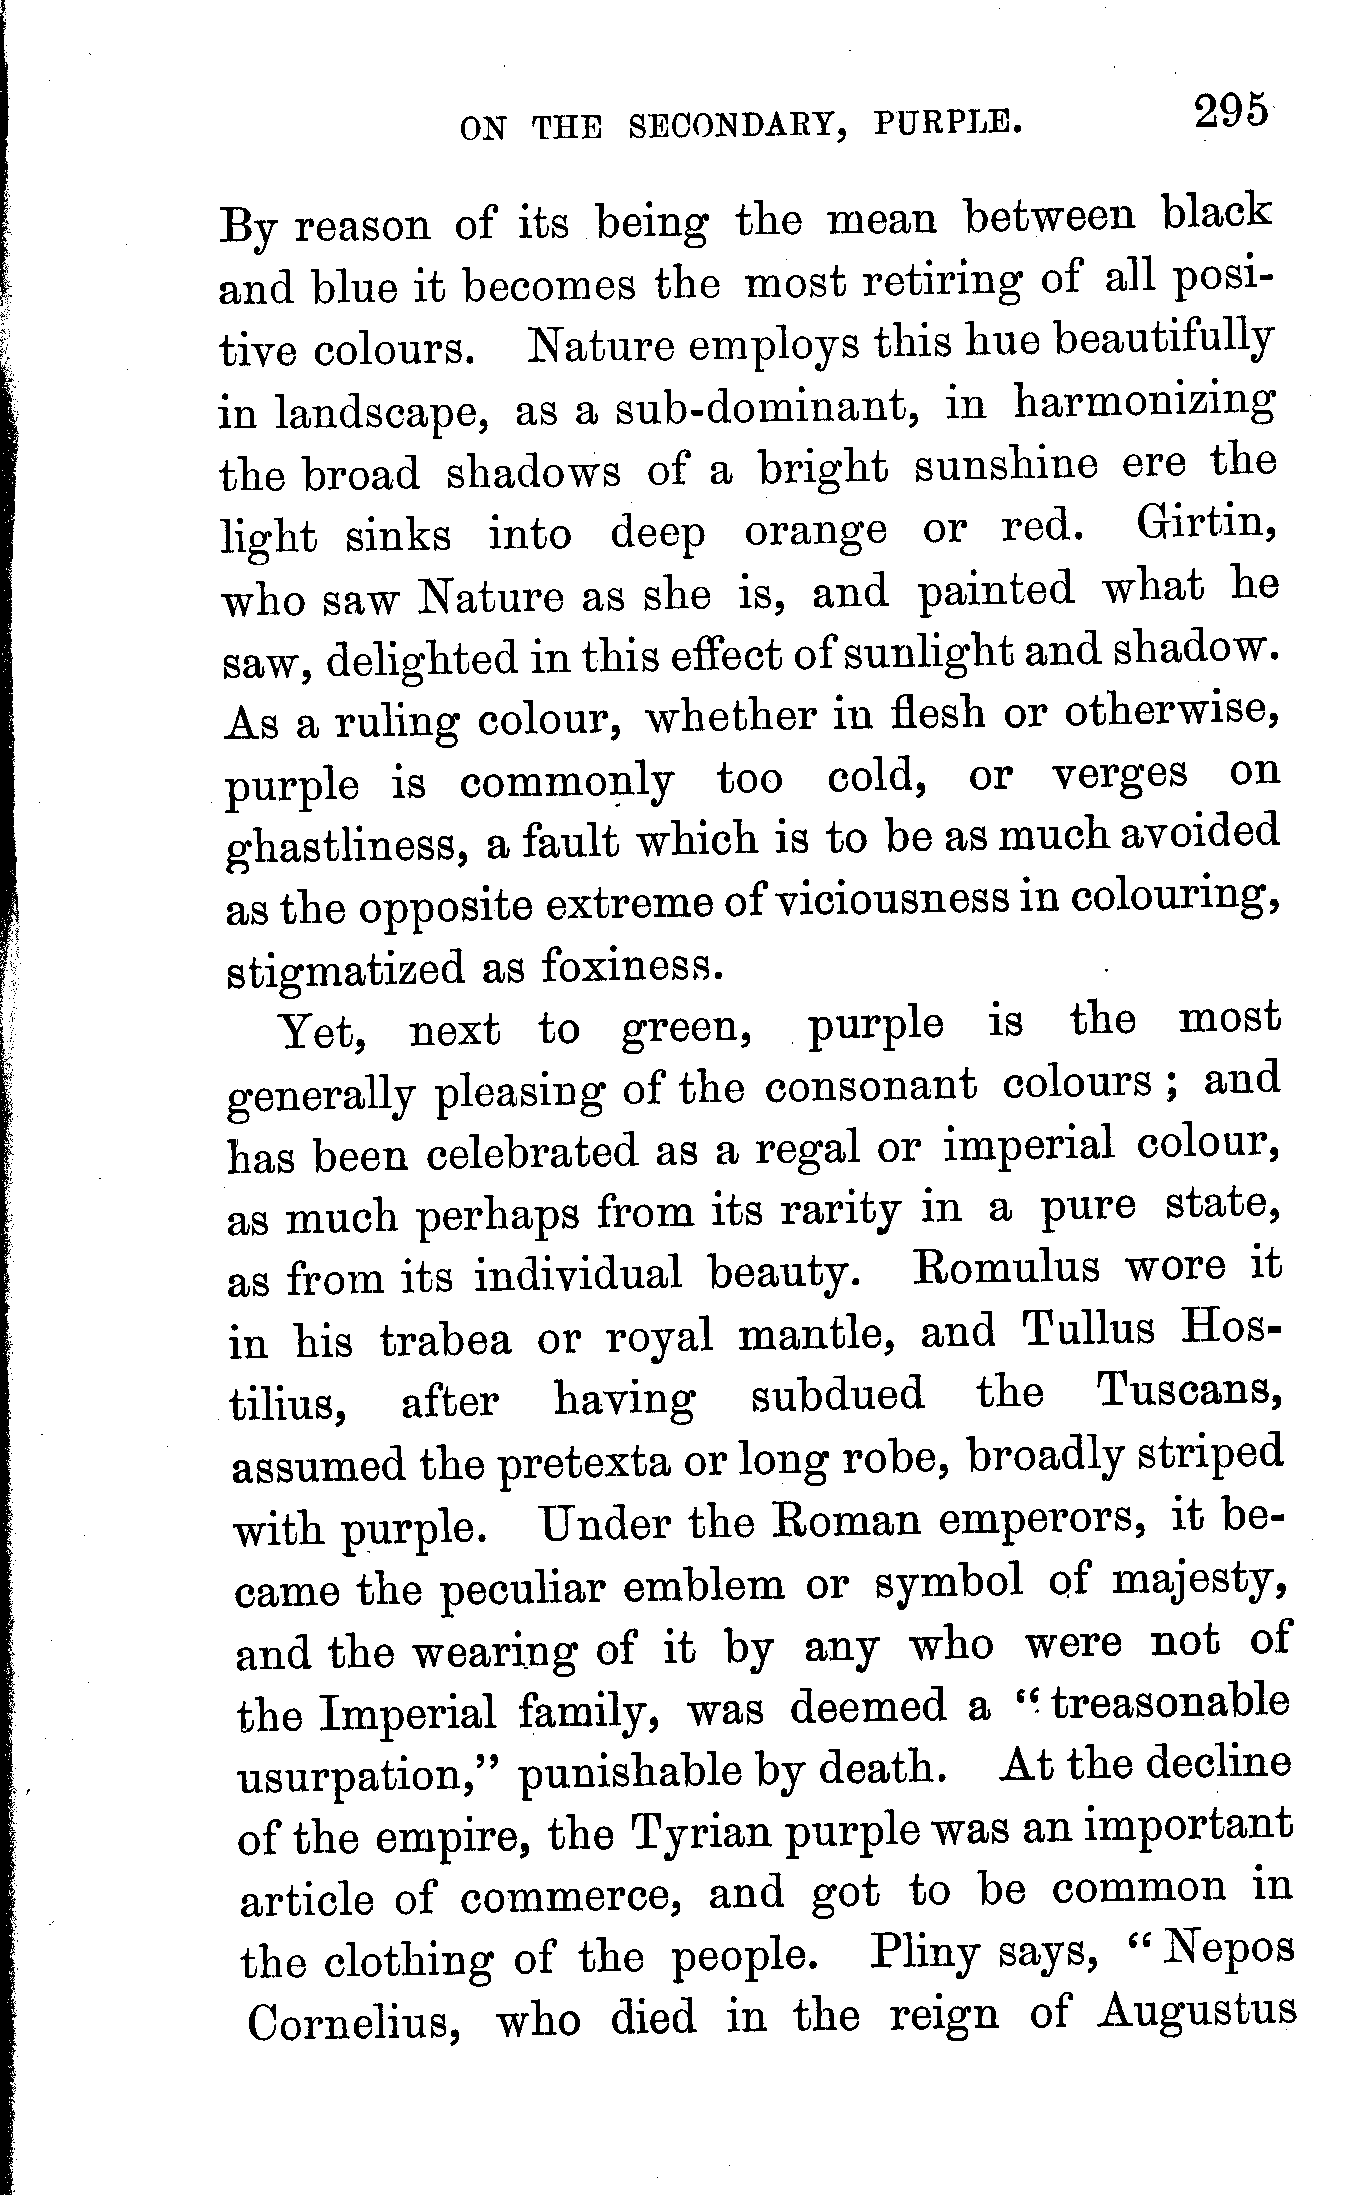 ON THE SECONDARY, PURPLE. 295
By reason of its being the mean between black
and blue it becomes the most retiring of all posi-
tive colours. Nature employs this hue beautifully
in landscape, as a sub-dominant, in harmonizing
the broad shadows of a bright sunshine ere the
light sinks into deep orange or red. Girtin,
who saw Nature as she is, and painted what he
saw, delighted in this effect of sunlight and shadow.
As a ruling colour, whether in flesh or otherwise,
purple is commonly too cold, or verges on
ghastliness, a fault which is to be as much avoided
as the opposite extreme of viciousness in colouring,
stigmatized as foxiness.
Yet, next to green, purple is the most
generally pleasing of the consonant colours; and
has been celebrated as a regal or imperial colour,
as much perhaps from its rarity in a pure state,
as from its individual beauty. Romulus wore it
in his trabea or royal mantle, and Tullus Hos-
tilius, after having subdued the Tuscans,
assumed the pretexta or long robe, broadly striped
with purple. Under the Roman emperors, it be-
came the peculiar emblem or symbol of majesty,
and the wearing of it by any who were not of
the Imperial family, was deemed a “treasonable
usurpation,” punishable by death. At the decline
of the empire, the Tyrian purple was an important
article of commerce, and got to be common in
the clothing of the people. Pliny says, “Nepos
Cornelius, who died in the reign of Augustus